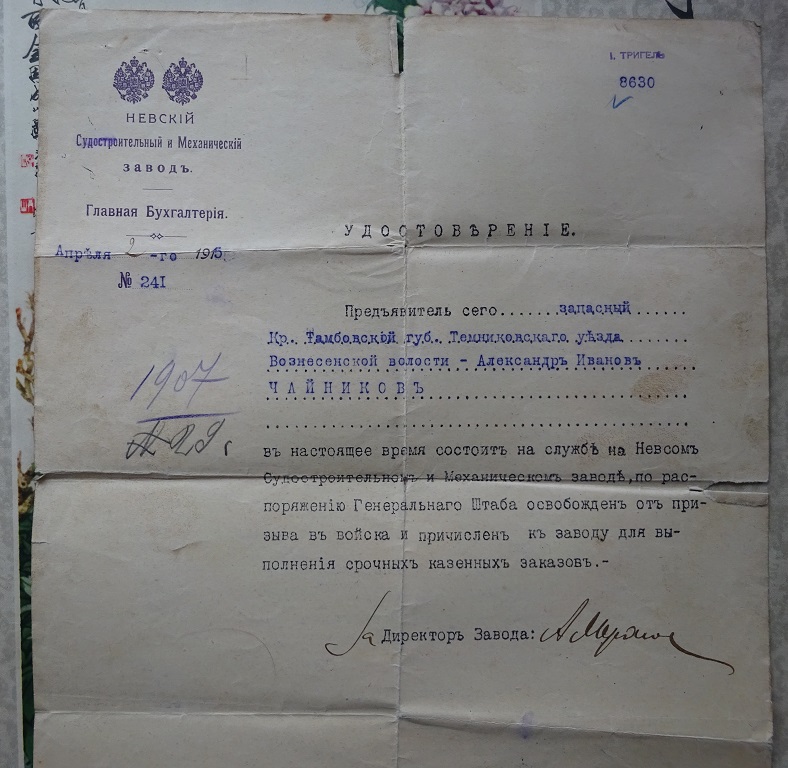 І. ТРИГЕЛЬ
8630
НЕВСКІЙ
Судостроительный и Механическій
ЗАВОДЪ.
Главная Бухгалтерія.
Апрѣля 2-го 1915
№ 241
УДОСТОВѢРЕНІЕ.
Предъявитель сего.......запасный......
Кр. Тамбовской губ. Темниковскаго уѣзда........
Вознесенской волости - Александръ Ивановъ
ЧАЙНИКОВЪ
1907
29 г
въ настоящее время состоитъ на службѣ на Невсомъ
Судостроительномъ и Механическомъ заводѣ, по рас-
поряженію Генеральнаго Штаба освобожденъ отъ при-
зыва въ войска и причисленъ къ заводу для вы-
полненія срочныхъ казенныхъ заказовъ.-
За Директоръ Завода: